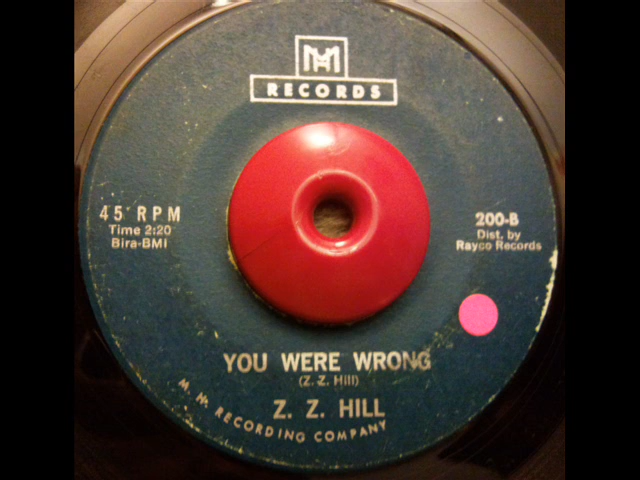 MH
RECORDS
45 RPM
Time 2:20
Bira-BMI
200-B
Dist. by
Rayco Records
YOU WERE WRONG
(Z. Z. Hill)
Z. Z. HILL
M. H. RECORDING COMPANY